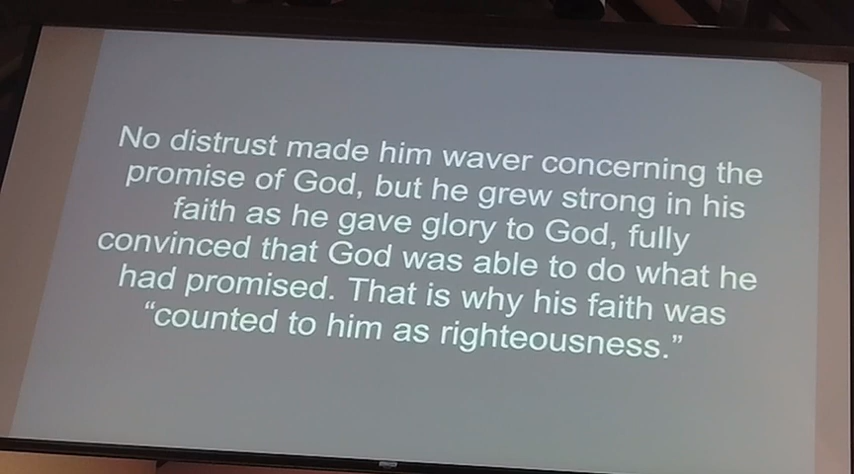 No distrust made him waver concerning the
promise of God, but he grew strong in his
faith as he gave glory to God, fully
convinced that God was able to do what he
had promised. That is why his faith was
“counted to him as righteousness.”